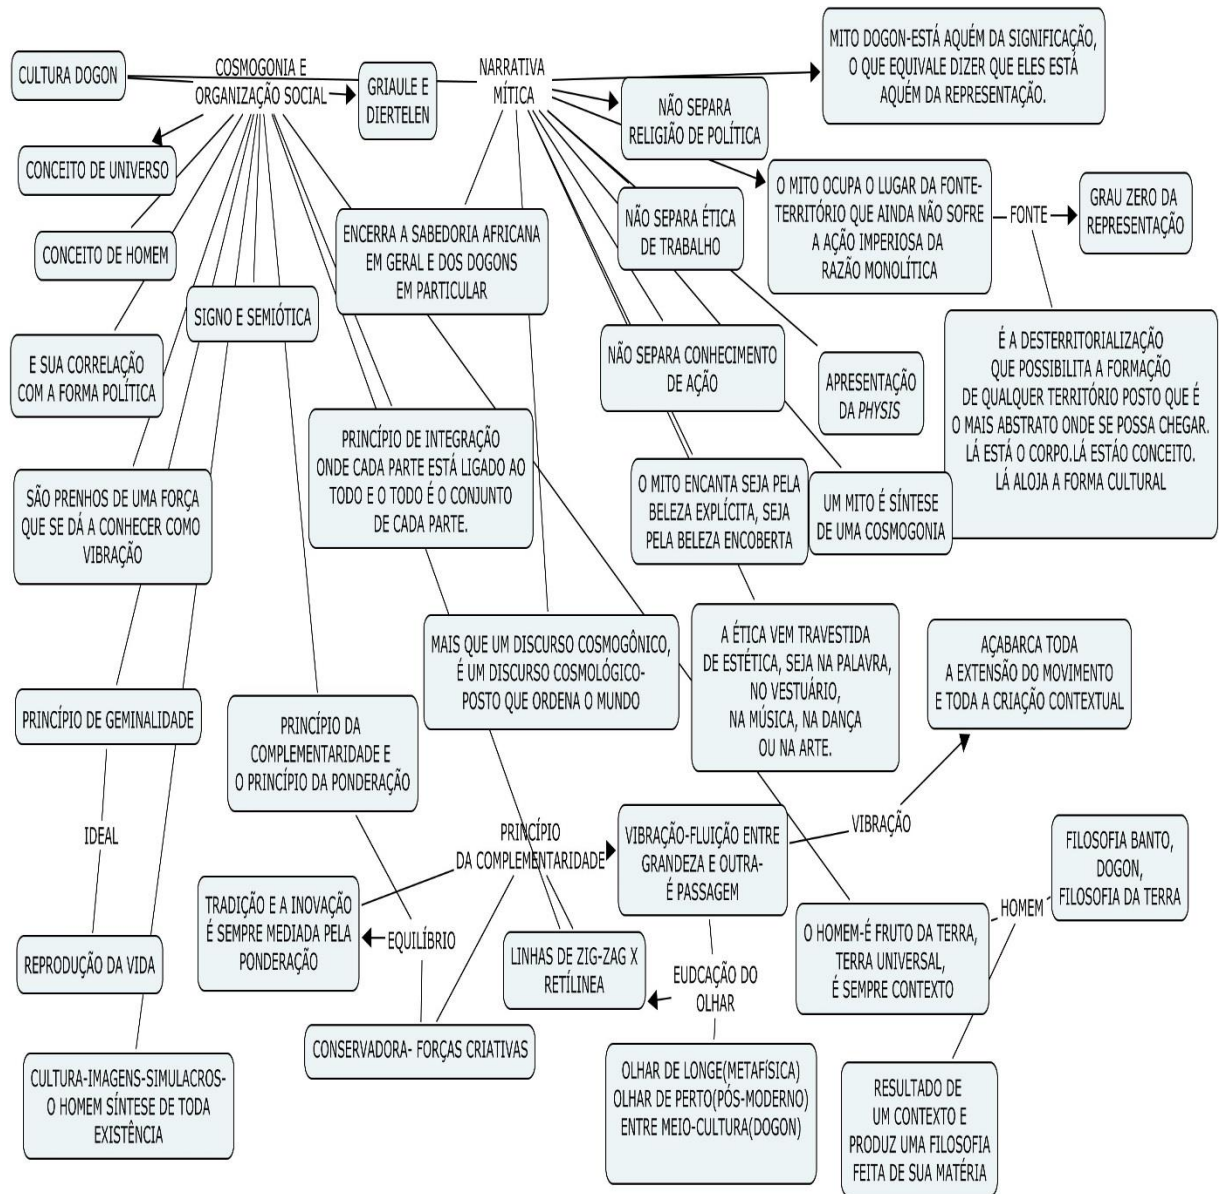 CULTURA DOGON
COSMOGONIA E
ORGANIZAÇÃO SOCIAL
GRIAULE E
DIERTELEN
NARRATIVA
MÍTICA
MITO DOGON-ESTÁ AQUÉM DA SIGNIFICAÇÃO,
O QUE EQUIVALE DIZER QUE ELES ESTÁ
AQUÉM DA REPRESENTAÇÃO.
NÃO SEPARA
RELIGIÃO DE POLÍTICA
CONCEITO DE UNIVERSO
O MITO OCUPA O LUGAR DA FONTE-
TERRITÓRIO QUE AINDA NÃO SOFRE
A AÇÃO IMPERIOSA DA
RAZÃO MONOLÍTICA
FONTE
GRAU ZERO DA
REPRESENTAÇÃO
CONCEITO DE HOMEM
ENCERRA A SABEDORIA AFRICANA
EM GERAL E DOS DOGONS
EM PARTICULAR
NÃO SEPARA ÉTICA
DE TRABALHO
SIGNO E SEMIÓTICA
E SUA CORRELAÇÃO
COM A FORMA POLÍTICA
NÃO SEPARA CONHECIMENTO
DE AÇÃO
APRESENTAÇÃO
DA PHYSIS
É A DESTERRITORIALIZAÇÃO
QUE POSSIBILITA A FORMAÇÃO
DE QUALQUER TERRITÓRIO POSTO QUE É
O MAIS ABSTRATO ONDE SE POSSA CHEGAR.
LÁ ESTÁ O CORPO.LÁ ESTÁO CONCEITO.
LÁ ALOJA A FORMA CULTURAL
PRINCÍPIO DE INTEGRAÇÃO
ONDE CADA PARTE ESTÁ LIGADO AO
TODO E O TODO É O CONJUNTO
DE CADA PARTE.
SÃO PRENHOS DE UMA FORÇA
QUE SE DÁ A CONHECER COMO
VIBRAÇÃO
O MITO ENCANTA SEJA PELA
BELEZA EXPLÍCITA, SEJA
PELA BELEZA ENCOBERTA
UM MITO É SÍNTESE
DE UMA COSMOGONIA
MAIS QUE UM DISCURSO COSMOGÔNICO,
É UM DISCURSO COSMOLÓGICO-
POSTO QUE ORDENA O MUNDO
A ÉTICA VEM TRAVESTIDA
DE ESTÉTICA, SEJA NA PALAVRA,
NO VESTUÁRIO,
NA MÚSICA, NA DANÇA
OU NA ARTE.
AÇABARCA TODA
A EXTENSÃO DO MOVIMENTO
E TODA A CRIAÇÃO CONTEXTUAL
PRINCÍPIO DE GEMINALIDADE
PRINCÍPIO DA
COMPLEMENTARIDADE E
O PRINCÍPIO DA PONDERAÇÃO
IDEAL
PRINCÍPIO
DA COMPLEMENTARIDADE
VIBRAÇÃO-FLUIÇÃO ENTRE
GRANDEZA E OUTRA-
É PASSAGEM
VIBRAÇÃO
FILOSOFIA BANTO,
DOGON,
FILOSOFIA DA TERRA
TRADIÇÃO E A INOVAÇÃO
É SEMPRE MEDIADA PELA
PONDERAÇÃO
EQUILÍBRIO
LINHAS DE ZIG-ZAG X
RETÍLINEA
EUDCAÇÃO DO
OLHAR
O HOMEM-É FRUTO DA TERRA,
TERRA UNIVERSAL,
É SEMPRE CONTEXTO
HOMEM
REPRODUÇÃO DA VIDA
CONSERVADORA- FORÇAS CRIATIVAS
CULTURA-IMAGENS-SIMULACROS-
O HOMEM SÍNTESE DE TODA
EXISTÊNCIA
OLHAR DE LONGE(METAFÍSICA)
OLHAR DE PERTO(PÓS-MODERNO)
ENTRE MEIO-CULTURA(DOGON)
RESULTADO DE
UM CONTEXTO E
PRODUZ UMA FILOSOFIA
FEITA DE SUA MATÉRIA